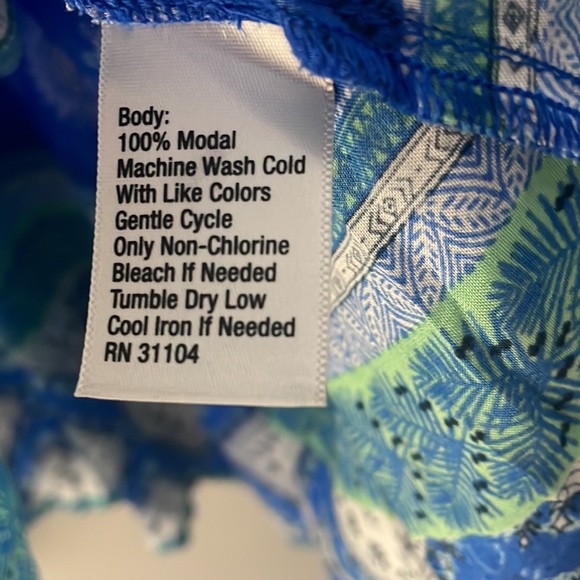 Body:
100% Modal
Machine Wash Cold
With Like Colors
Gentle Cycle
Only Non-Chlorine
Bleach If Needed
Tumble Dry Low
Cool Iron If Needed
RN 31104